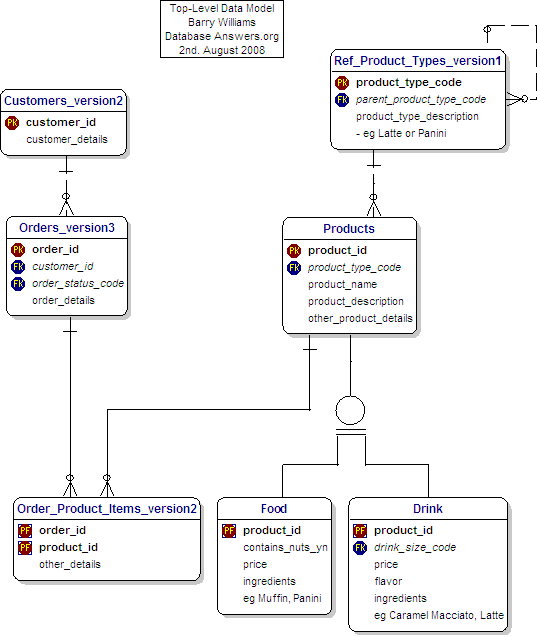 Top-Level Data Model
Barry Williams
Database Answers.org
2nd. August 2008
Ref_Product_Types_version1
PK product_type_code
FK parent_product_type_code
product_type_description
- eg Latte or Panini
Customers_version2
PK customer_id
customer_details
Orders_version3
PK order_id
FK customer_id
FK order_status_code
order_details
Products
PK product_id
FK product_type_code
product_name
product_description
other_product_details
Order_Product_Items_version2
PF order_id
PF product_id
other_details
Food
PF product_id
contains_nuts_yn
price
ingredients
eg Muffin, Panini
Drink
PF product_id
FK drink_size_code
price
flavor
ingredients
eg Caramel Macciato, Latte